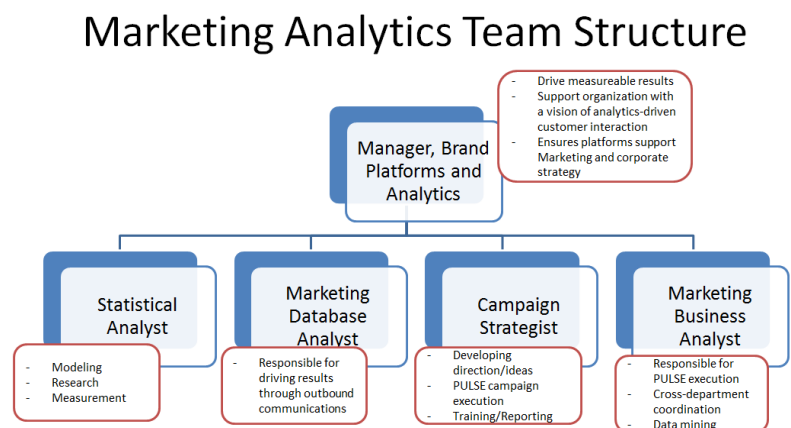 Marketing Analytics Team Structure
- Drive measureable results
- Support organization with
a vision of analytics-driven
customer interaction
- Ensures platforms support
Marketing and corporate
strategy
Manager, Brand
Platforms and
Analytics
Statistical
Analyst
- Modeling
- Research
- Measurement
Marketing
Database
Analyst
- Responsible for
driving results
through outbound
communications
Campaign
Strategist
- Developing
direction/ideas
- PULSE campaign
execution
- Training/Reporting
Marketing
Business
Analyst
- Responsible for
PULSE execution
- Cross-department
coordination
- Data mining